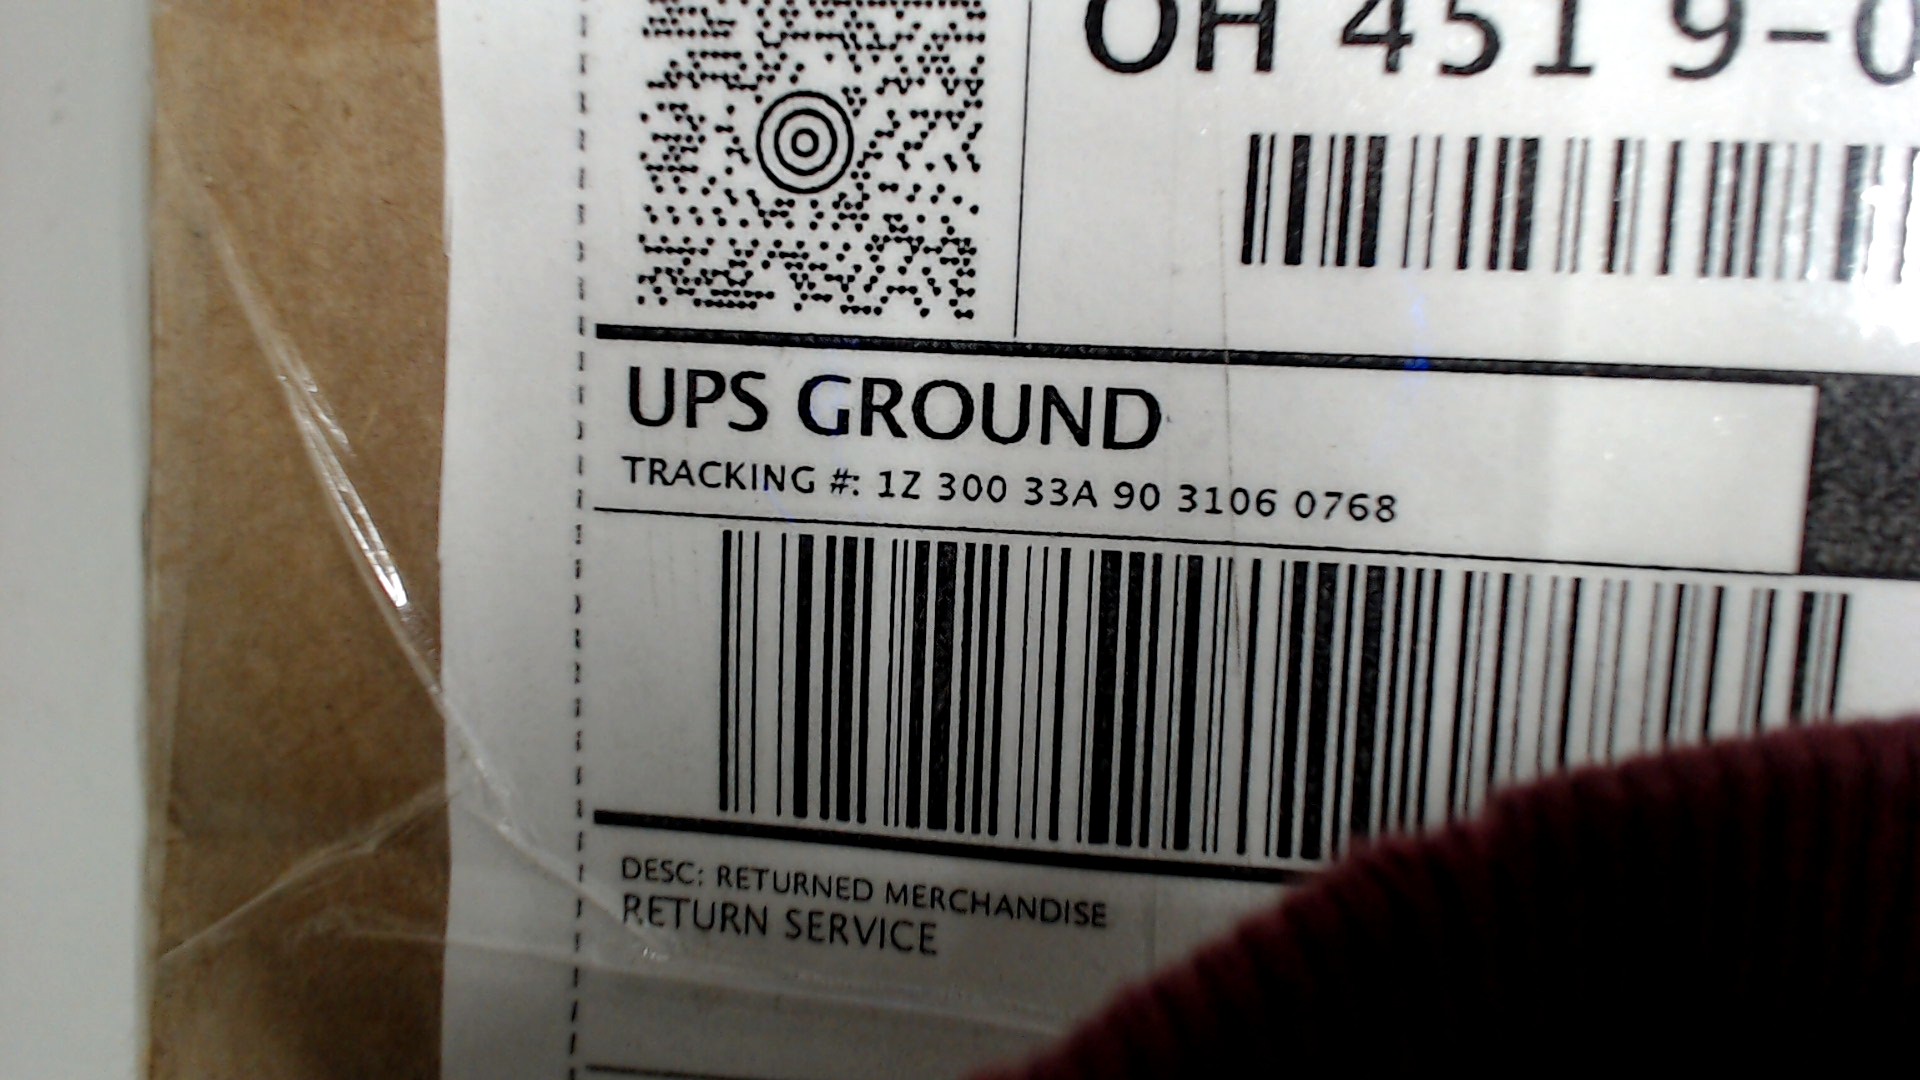 OH 451 9-0
UPS GROUND
TRACKING #: 1Z 300 33A 90 3106 0768
DESC: RETURNED MERCHANDISE
RETURN SERVICE